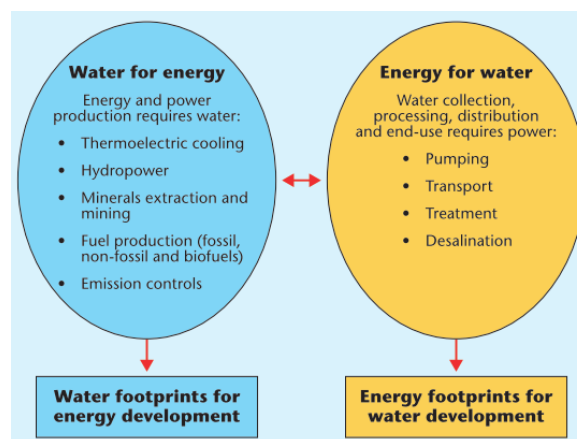 Water for energy
Energy and power
production requires water:
• Thermoelectric cooling
• Hydropower
• Minerals extraction and
mining
• Fuel production (fossil,
non-fossil and biofuels)
• Emission controls
Energy for water
Water collection,
processing, distribution
and end-use requires power:
• Pumping
• Transport
• Treatment
• Desalination
Water footprints for
energy development
Energy footprints for
water development